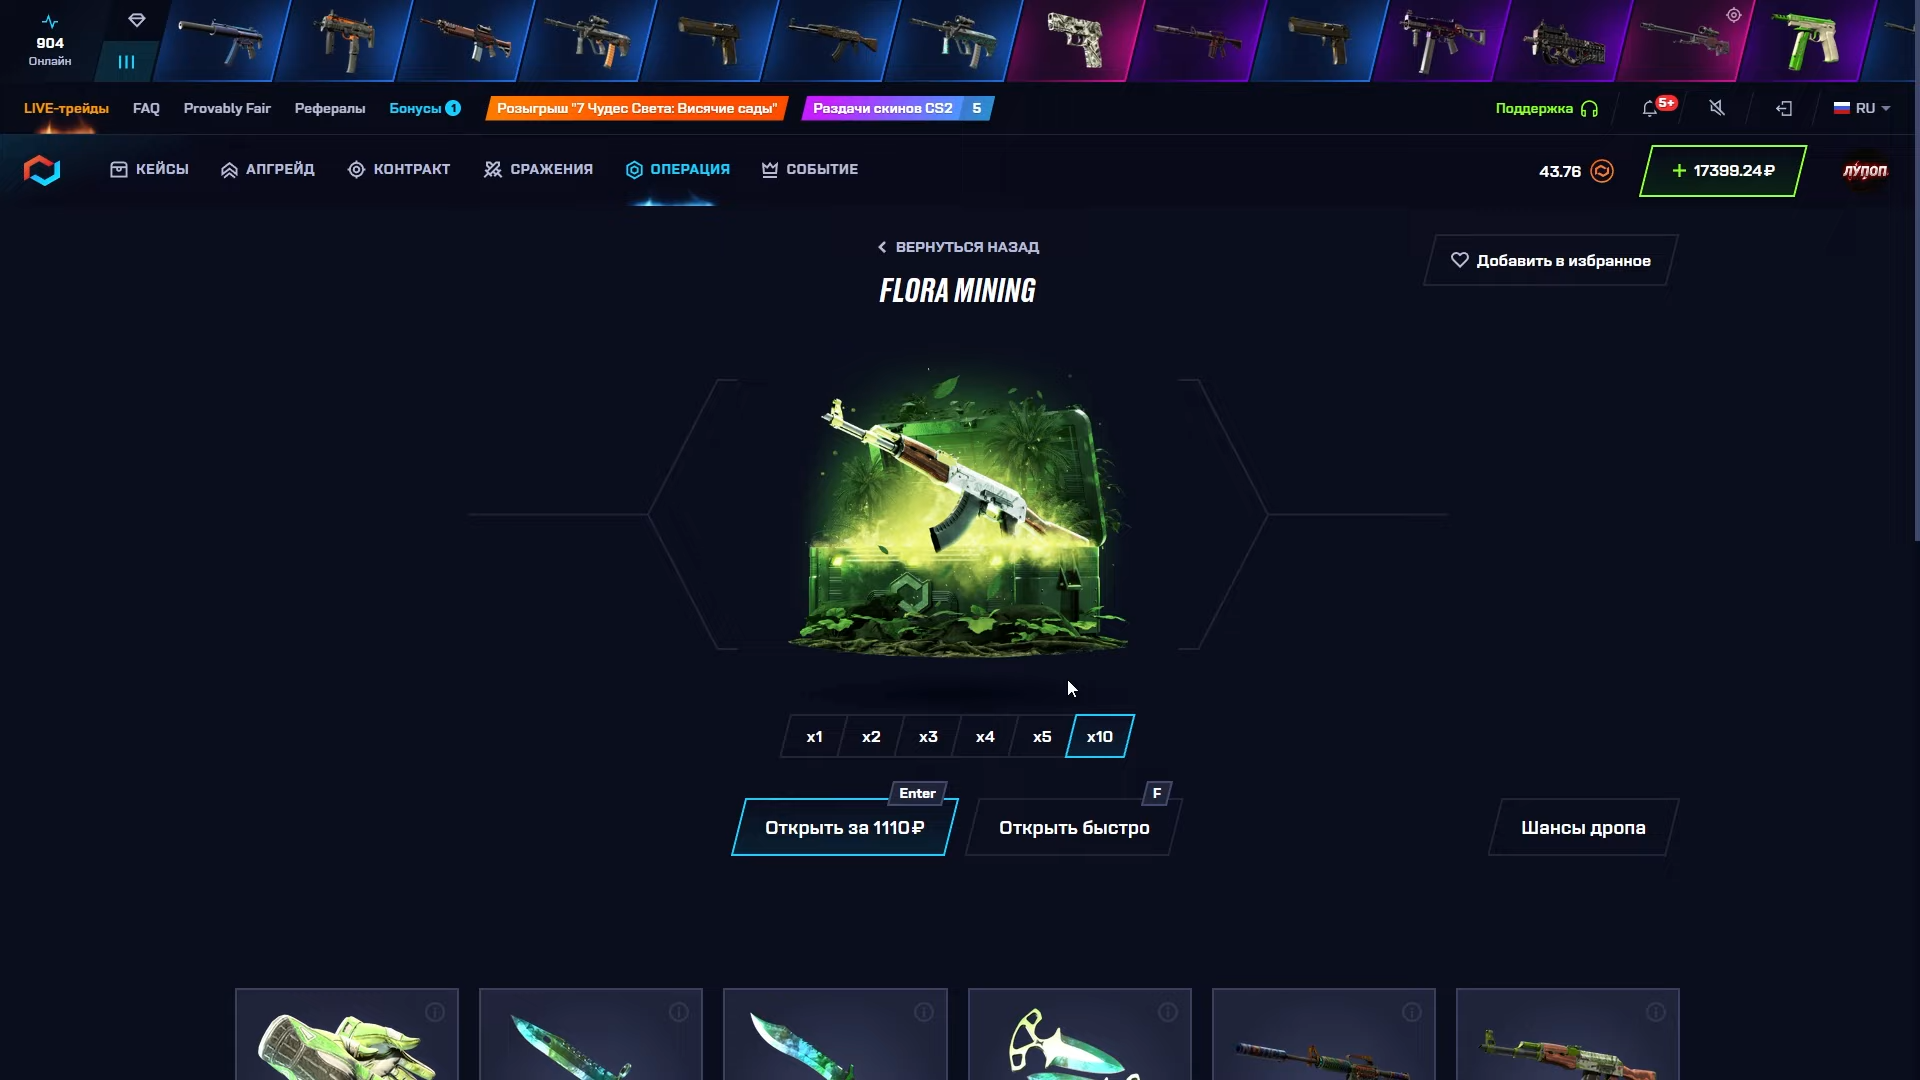 904
Онлайн
LIVE-трейды
FAQ
Provably Fair
Рефералы
Бонусы 1
Розыгрыш "7 Чудес Света: Висячие сады"
Раздачи скинов CS2 5
Поддержка
5+
RU
КЕЙСЫ
АПГРЕЙД
КОНТРАКТ
СРАЖЕНИЯ
ОПЕРАЦИЯ
СОБЫТИЕ
43.76
+ 17399.24₽
ЛУПОП
ВЕРНУТЬСЯ НАЗАД
Добавить в избранное
FLORA MINING
x1 x2 x3 x4 x5 x10
Enter
F
Открыть за 1110₽
Открыть быстро
Шансы дропа